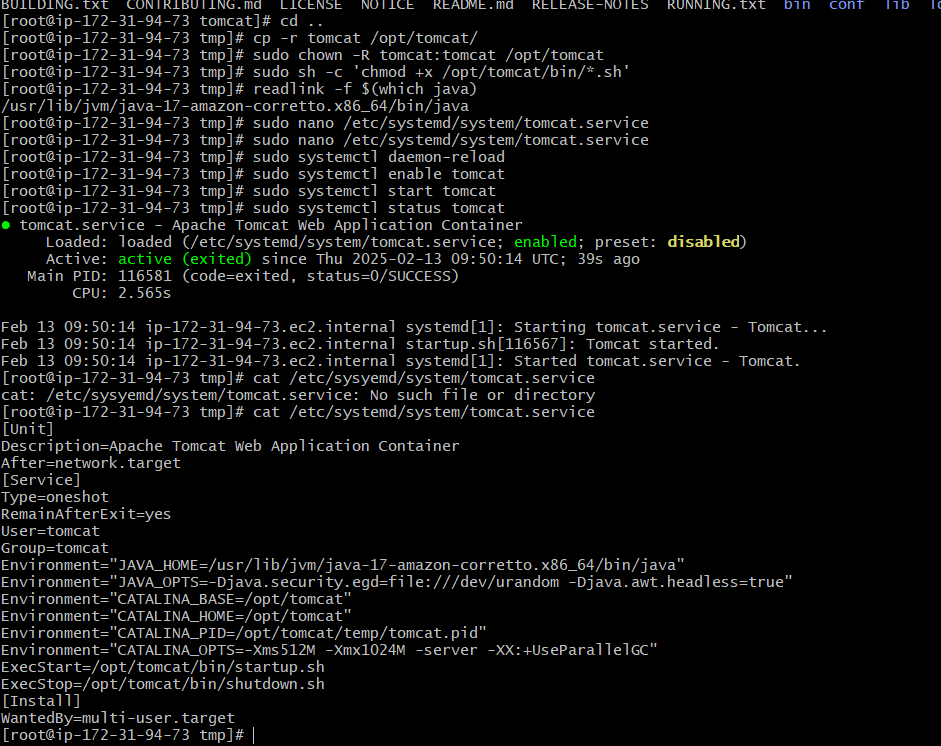 BUILDING.txt  CONTRIBUTING.md  LICENSE  NOTICE  README.md  RELEASE-NOTES  RUNNING.txt  bin  conf  lib
[root@ip-172-31-94-73 tomcat]# cd ..
[root@ip-172-31-94-73 tmp]# cp -r tomcat /opt/tomcat/
[root@ip-172-31-94-73 tmp]# sudo chown -R tomcat:tomcat /opt/tomcat
[root@ip-172-31-94-73 tmp]# sudo sh -c 'chmod +x /opt/tomcat/bin/*.sh'
[root@ip-172-31-94-73 tmp]# readlink -f $(which java)
/usr/lib/jvm/java-17-amazon-corretto.x86_64/bin/java
[root@ip-172-31-94-73 tmp]# sudo nano /etc/systemd/system/tomcat.service
[root@ip-172-31-94-73 tmp]# sudo nano /etc/systemd/system/tomcat.service
[root@ip-172-31-94-73 tmp]# sudo systemctl daemon-reload
[root@ip-172-31-94-73 tmp]# sudo systemctl enable tomcat
[root@ip-172-31-94-73 tmp]# sudo systemctl start tomcat
[root@ip-172-31-94-73 tmp]# sudo systemctl status tomcat
● tomcat.service - Apache Tomcat Web Application Container
     Loaded: loaded (/etc/systemd/system/tomcat.service; enabled; preset: disabled)
     Active: active (exited) since Thu 2025-02-13 09:50:14 UTC; 39s ago
   Main PID: 116581 (code=exited, status=0/SUCCESS)
        CPU: 2.565s

Feb 13 09:50:14 ip-172-31-94-73.ec2.internal systemd[1]: Starting tomcat.service - Tomcat...
Feb 13 09:50:14 ip-172-31-94-73.ec2.internal startup.sh[116567]: Tomcat started.
Feb 13 09:50:14 ip-172-31-94-73.ec2.internal systemd[1]: Started tomcat.service - Tomcat.
[root@ip-172-31-94-73 tmp]# cat /etc/sysyemd/system/tomcat.service
cat: /etc/sysyemd/system/tomcat.service: No such file or directory
[root@ip-172-31-94-73 tmp]# cat /etc/systemd/system/tomcat.service
[Unit]
Description=Apache Tomcat Web Application Container
After=network.target
[Service]
Type=oneshot
RemainAfterExit=yes
User=tomcat
Group=tomcat
Environment="JAVA_HOME=/usr/lib/jvm/java-17-amazon-corretto.x86_64/bin/java"
Environment="JAVA_OPTS=-Djava.security.egd=file:///dev/urandom -Djava.awt.headless=true"
Environment="CATALINA_BASE=/opt/tomcat"
Environment="CATALINA_HOME=/opt/tomcat"
Environment="CATALINA_PID=/opt/tomcat/temp/tomcat.pid"
Environment="CATALINA_OPTS=-Xms512M -Xmx1024M -server -XX:+UseParallelGC"
ExecStart=/opt/tomcat/bin/startup.sh
ExecStop=/opt/tomcat/bin/shutdown.sh
[Install]
WantedBy=multi-user.target
[root@ip-172-31-94-73 tmp]#